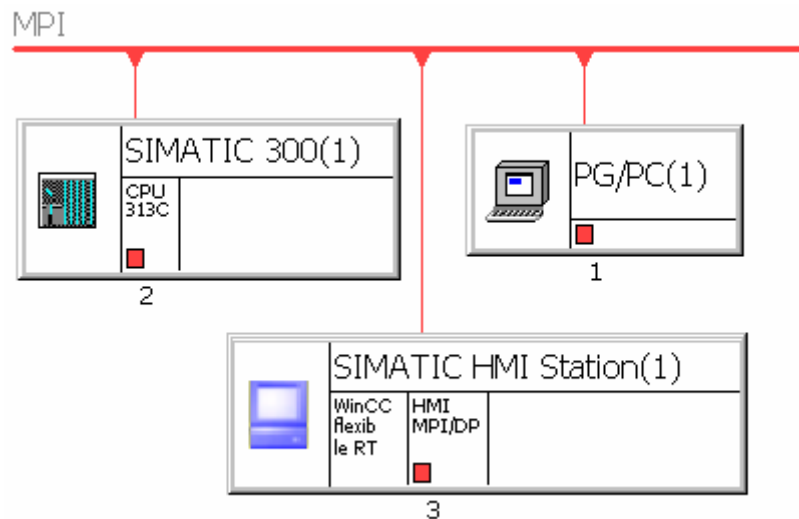 MPI
SIMATIC 300(1)
CPU
313C
2
PG/PC(1)
1
SIMATIC HMI Station(1)
WinCC
flexib
le RT
HMI
MPI/DP
3